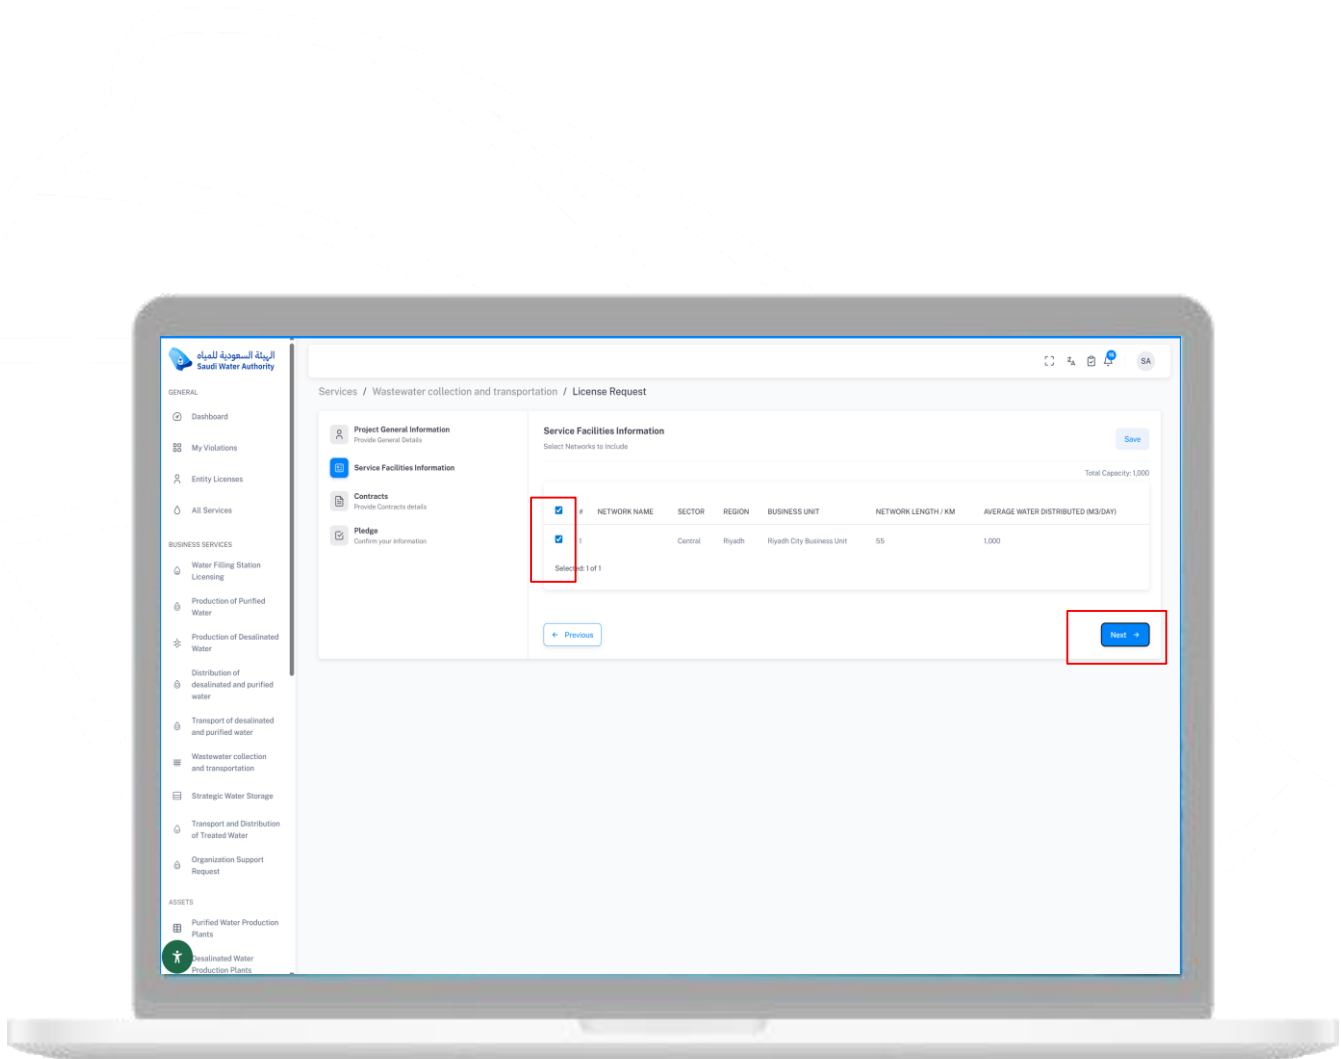 الهيئة السعودية للمياه
Saudi Water Authority
GENERAL
Dashboard
My Violations
Entity Licenses
All Services
BUSINESS SERVICES
Water Filling Station
Licensing
Production of Purified
Water
Production of Desalinated
Water
Distribution of
desalinated and purified
water
Transport of desalinated
and purified water
Wastewater collection
and transportation
Strategic Water Storage
Transport and Distribution
of Treated Water
Organization Support
Request
ASSETS
Purified Water Production
Plants
Desalinated Water
Production Plants
SA
Services / Wastewater collection and transportation / License Request
Project General Information
Provide General Details
Service Facilities Information
Contracts
Provide Contracts details
Pledge
Confirm your information
Service Facilities Information
Select Networks to Include
Save
Total Capacity: 1,000
# NETWORK NAME SECTOR REGION BUSINESS UNIT NETWORK LENGTH / KM AVERAGE WATER DISTRIBUTED (M3/DAY)
1 Central Riyadh Riyadh City Business Unit 55 1,000
Selected: 1 of 1
← Previous
Next →